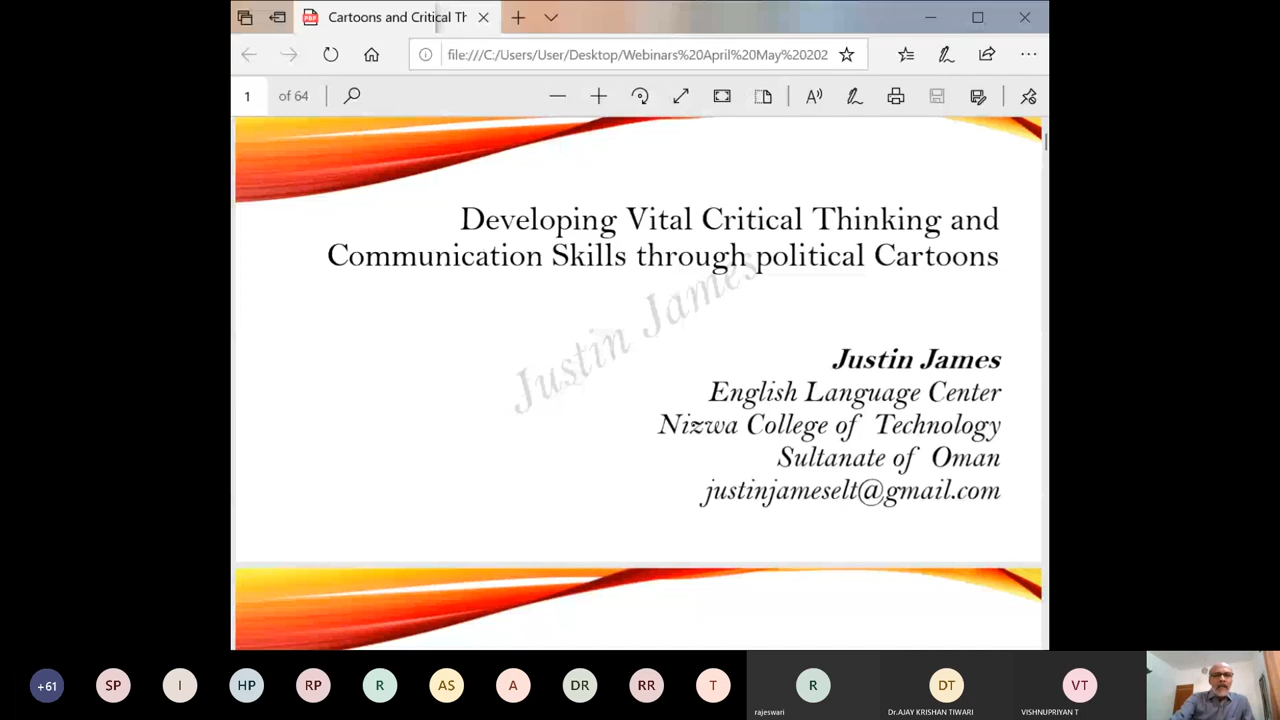 Cartoons and Critical Th
file:///C:/Users/User/Desktop/Webinars%20April%20May%20202
1 of 64
Developing Vital Critical Thinking and
Communication Skills through political Cartoons
Justin James
Justin James
English Language Center
Nizwa College of Technology
Sultanate of Oman
justinjameselt@gmail.com
+61 SP I HP RP R AS A DR RR T R DT VT
rajeswari Dr.AJAY KRISHAN TIWARI VISHNUPRIYAN T